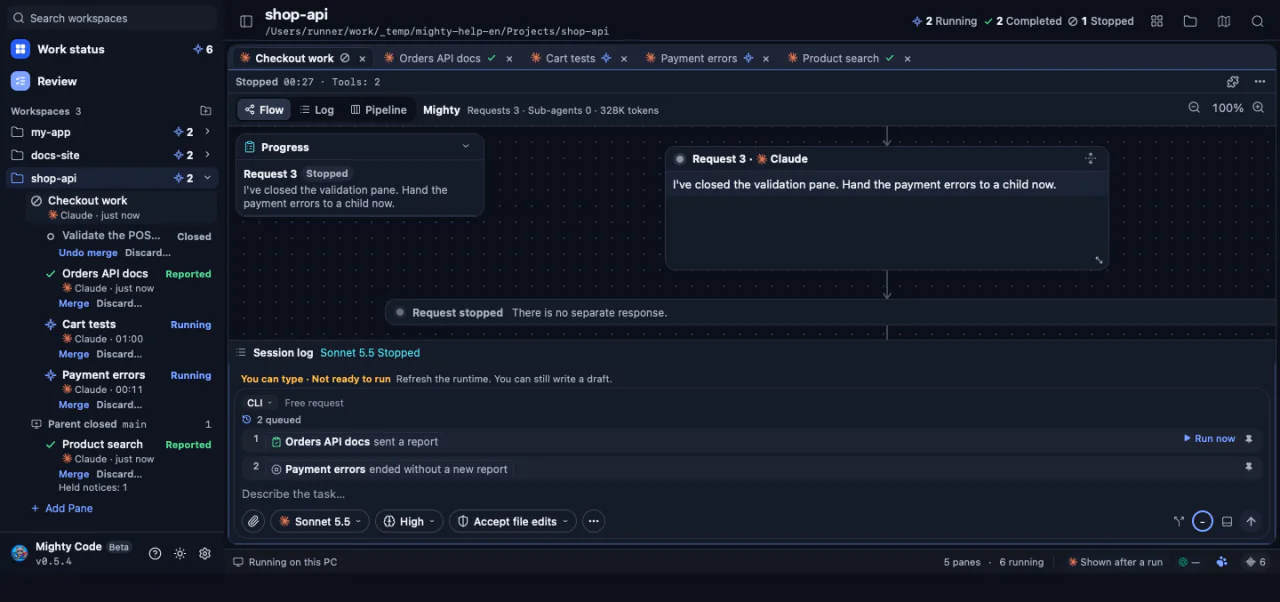 Search workspaces
Work status 6
Review
Workspaces 3
my-app 2
docs-site 2
shop-api 2
Checkout work
Claude · just now
Validate the POS... Closed
Undo merge Discard...
Orders API docs Reported
Claude · just now
Merge Discard...
Cart tests Running
Claude · 01:00
Merge Discard...
Payment errors Running
Claude · 00:11
Merge Discard...
Parent closed main 1
Product search Reported
Claude · just now
Merge Discard...
Held notices: 1
+ Add Pane
Mighty Code Beta
v0.5.4
shop-api
/Users/runner/work/_temp/mighty-help-en/Projects/shop-api
2 Running 2 Completed 1 Stopped
Checkout work Orders API docs Cart tests Payment errors Product search
Stopped 00:27 · Tools: 2
Flow Log Pipeline Mighty Requests 3 · Sub-agents 0 · 328K tokens 100%
Progress
Request 3 Stopped
I've closed the validation pane. Hand the
payment errors to a child now.
Request 3 · Claude
I've closed the validation pane. Hand the payment errors to a child now.
Request stopped There is no separate response.
Session log Sonnet 5.5 Stopped
You can type · Not ready to run Refresh the runtime. You can still write a draft.
CLI Free request
2 queued
1 Orders API docs sent a report Run now
2 Payment errors ended without a new report
Describe the task...
Sonnet 5.5 High Accept file edits
Running on this PC 5 panes · 6 running Shown after a run — 6